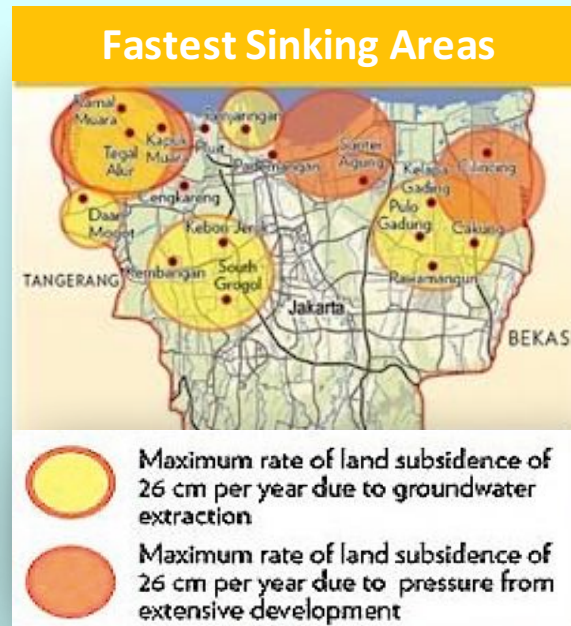 Fastest Sinking Areas
Kamal
Muara
Penjaringan
Kapuk
Muara
Pluit
Tegal
Alur
Pademangan
Sunter
Agung
Kelapa
Gading
Cilincing
Cengkareng
Daan
Mogot
Kebon Jeruk
Pulo
Gadung
Cakung
TANGERANG
Kembangan
South
Grogol
Rawamangun
Jakarta
BEKAS
Maximum rate of land subsidence of
26 cm per year due to groundwater
extraction
Maximum rate of land subsidence of
26 cm per year due to pressure from
extensive development